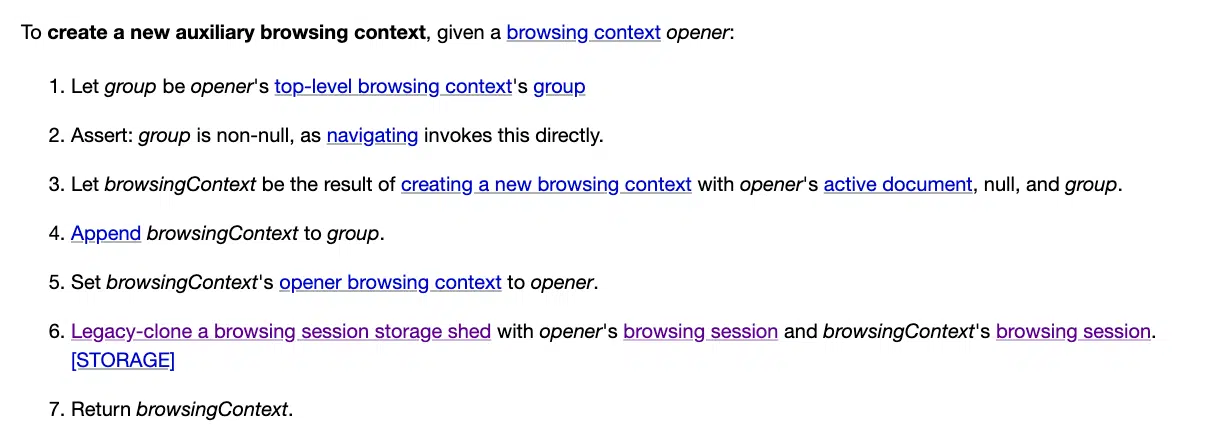 To create a new auxiliary browsing context, given a browsing context opener:
1. Let group be opener's top-level browsing context's group
2. Assert: group is non-null, as navigating invokes this directly.
3. Let browsingContext be the result of creating a new browsing context with opener's active document, null, and group.
4. Append browsingContext to group.
5. Set browsingContext's opener browsing context to opener.
6. Legacy-clone a browsing session storage shed with opener's browsing session and browsingContext's browsing session.
[STORAGE]
7. Return browsingContext.